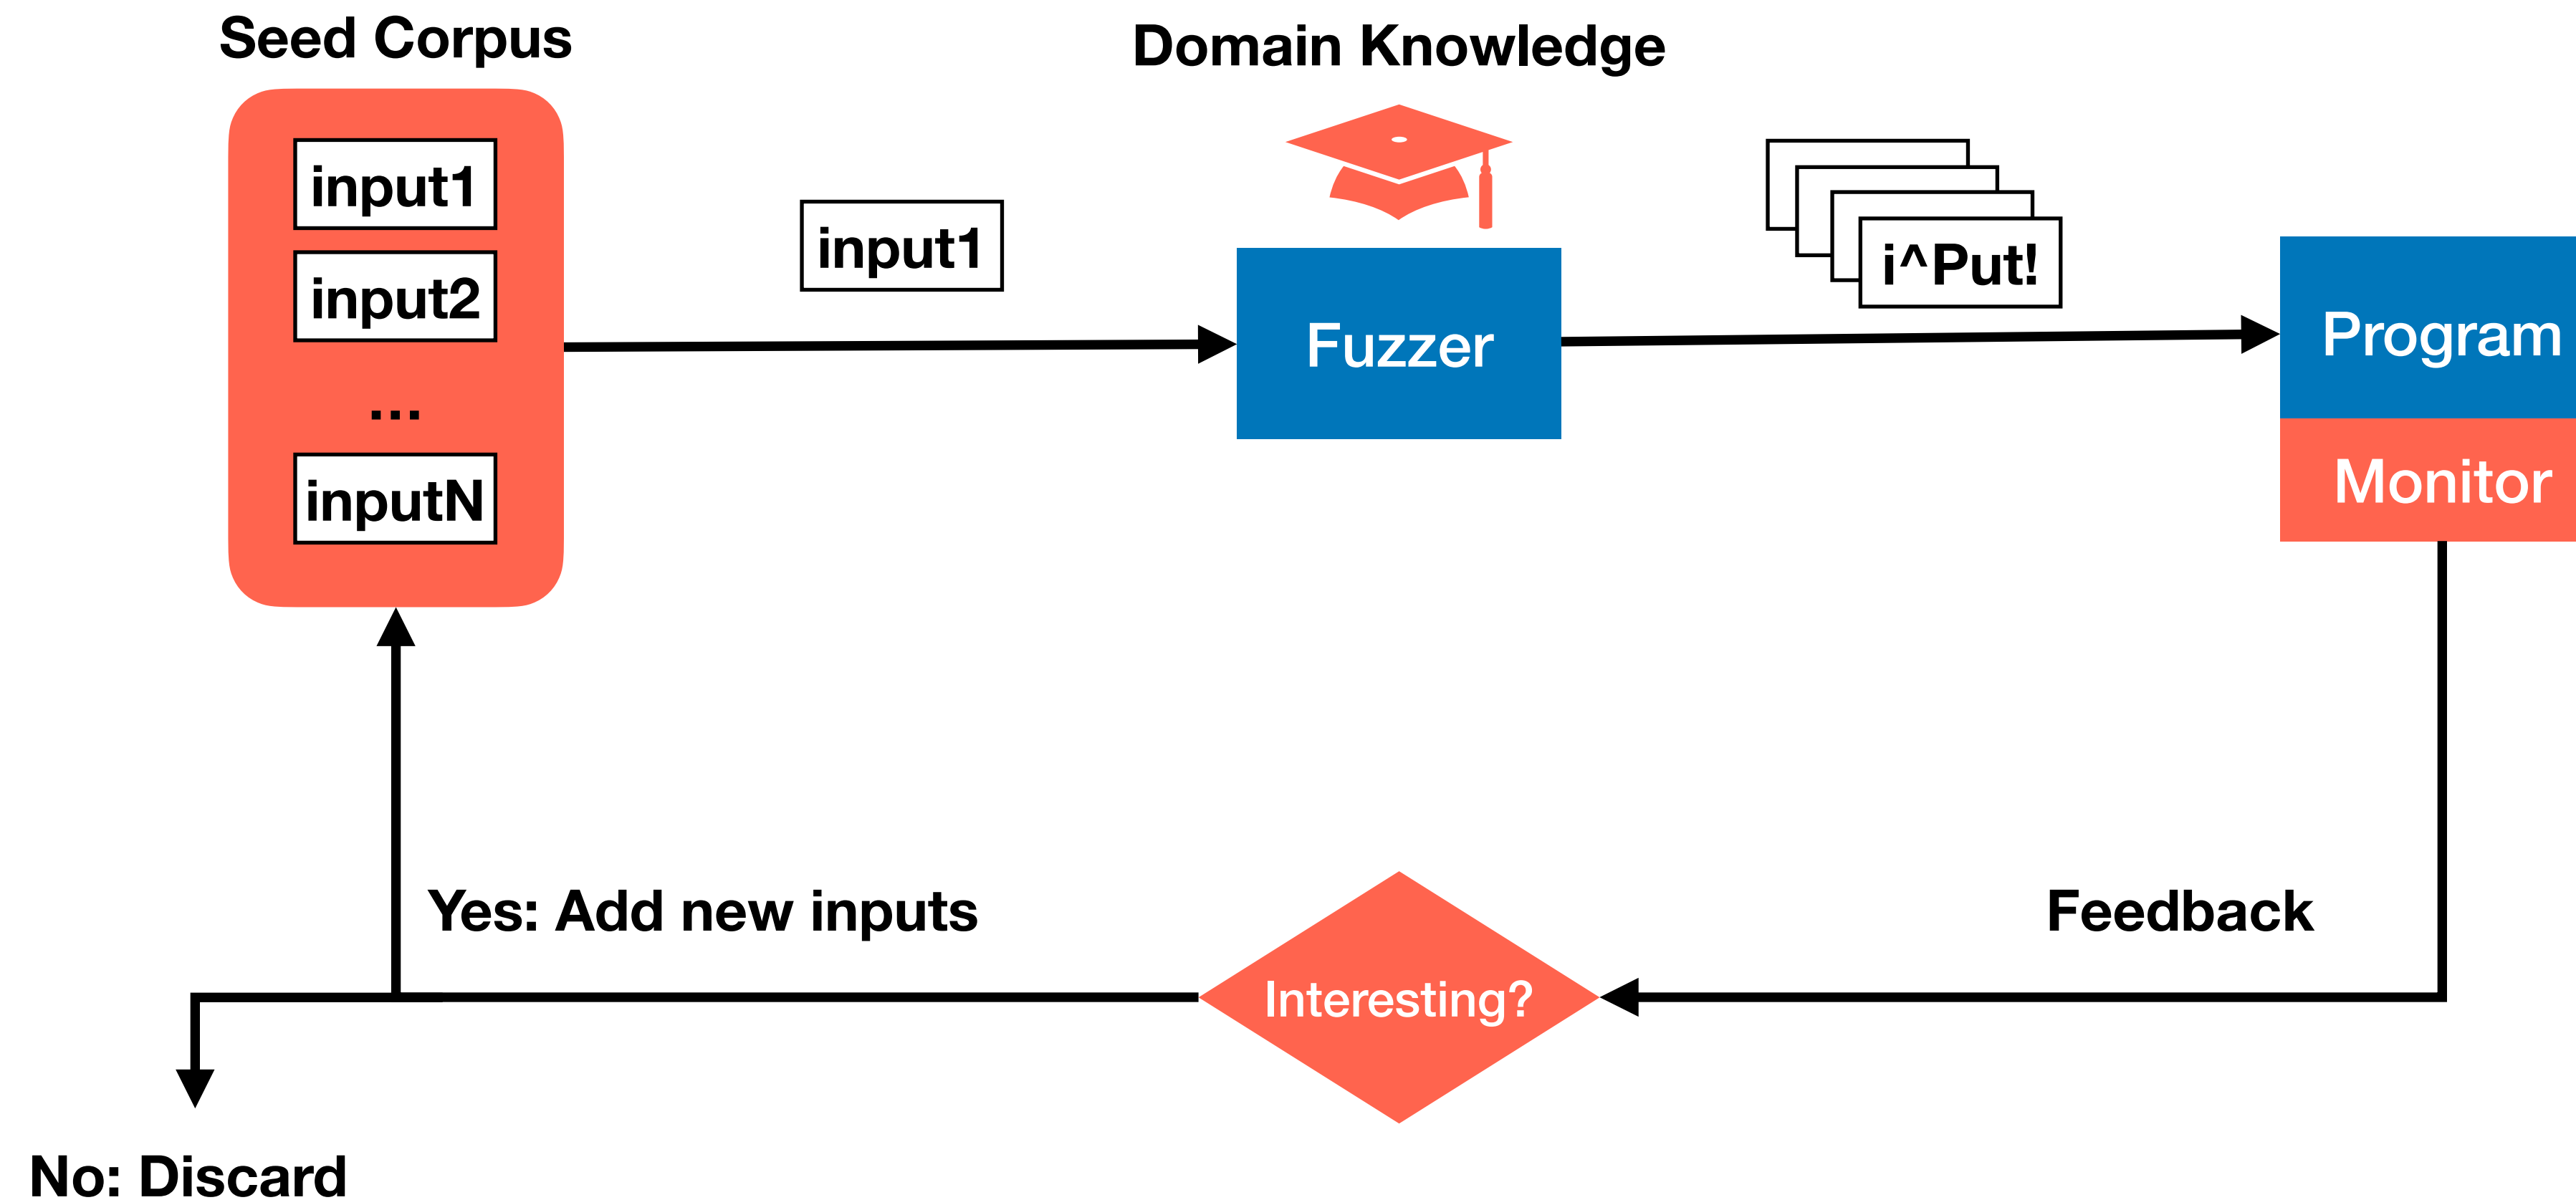 Seed Corpus
input1
input2
...
inputN
input1
Domain Knowledge
Fuzzer
i^Put!
Program
Monitor
Feedback
Interesting?
Yes: Add new inputs
No: Discard